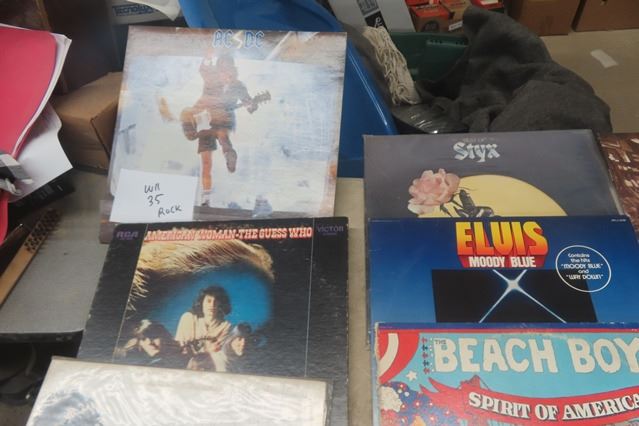 AC DC
WR
35
ROCK
Styx
RCA
VICTOR
AMERICAN WOMAN-THE GUESS WHO
ELVIS
MOODY BLUE
Contains
the hits
"MOODY BLUE"
and
"WAY DOWN"
THE
BEACH BOY
SPIRIT OF AMERICA